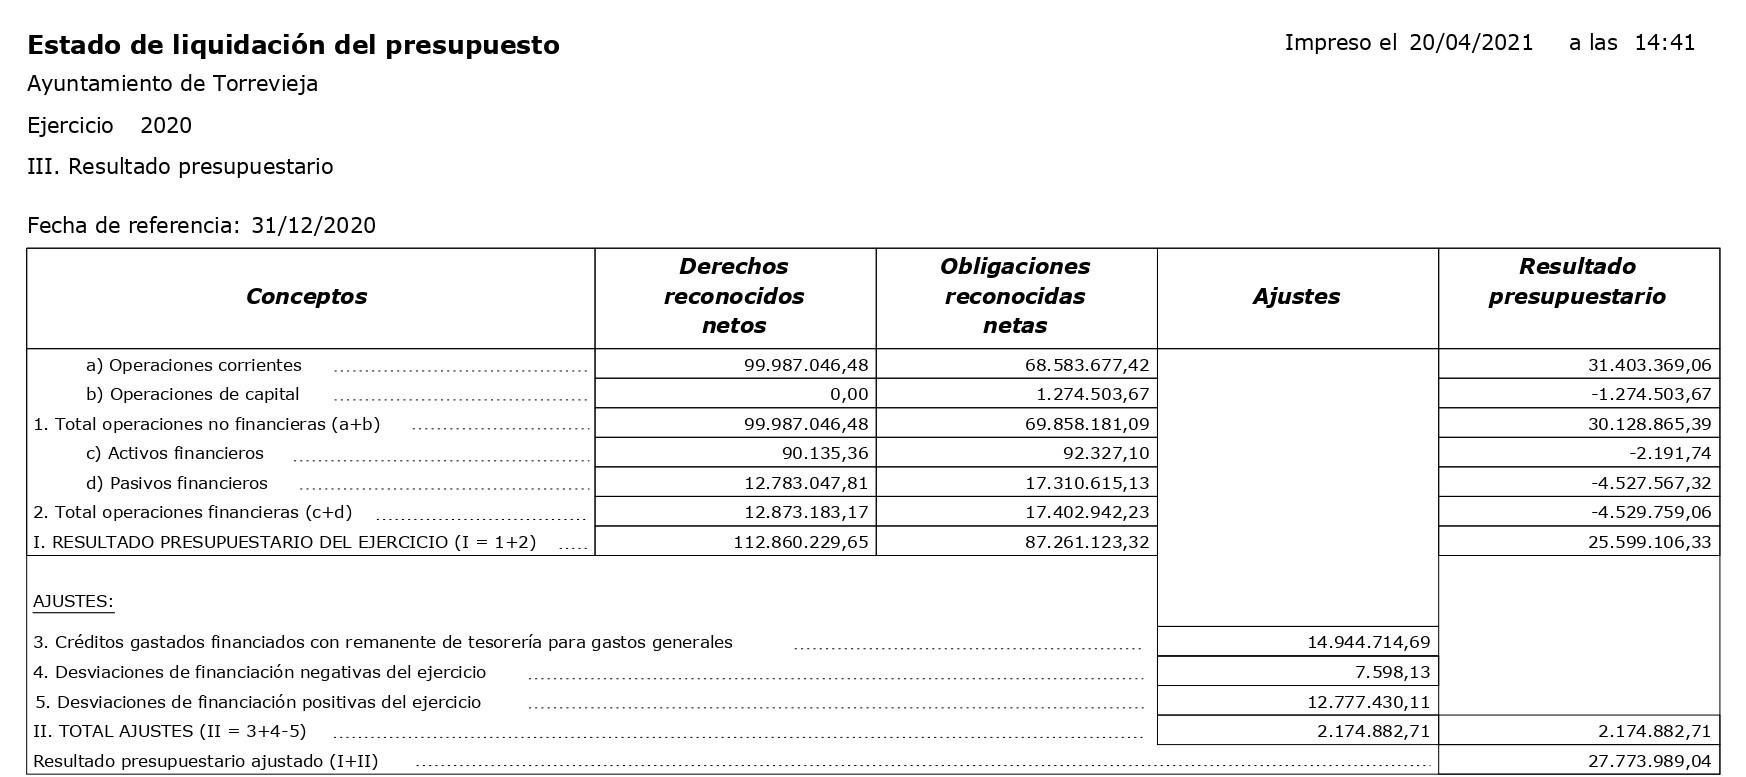 Estado de liquidación del presupuesto
Impreso el 20/04/2021 a las 14:41
Ayuntamiento de Torrevieja
Ejercicio 2020
III. Resultado presupuestario
Fecha de referencia: 31/12/2020
Conceptos
Derechos
reconocidos
netos
Obligaciones
reconocidas
netas
Ajustes
Resultado
presupuestario
a) Operaciones corrientes 99.987.046,48 68.583.677,42 31.403.369,06
b) Operaciones de capital 0,00 1.274.503,67 -1.274.503,67
1. Total operaciones no financieras (a+b) 99.987.046,48 69.858.181,09 30.128.865,39
c) Activos financieros 90.135,36 92.327,10 -2.191,74
d) Pasivos financieros 12.783.047,81 17.310.615,13 -4.527.567,32
2. Total operaciones financieras (c+d) 12.873.183,17 17.402.942,23 -4.529.759,06
I. RESULTADO PRESUPUESTARIO DEL EJERCICIO (I = 1+2) 112.860.229,65 87.261.123,32 25.599.106,33
AJUSTES:
3. Créditos gastados financiados con remanente de tesorería para gastos generales 14.944.714,69
4. Desviaciones de financiación negativas del ejercicio 7.598,13
5. Desviaciones de financiación positivas del ejercicio 12.777.430,11
II. TOTAL AJUSTES (II = 3+4-5) 2.174.882,71 2.174.882,71
Resultado presupuestario ajustado (I+II) 27.773.989,04